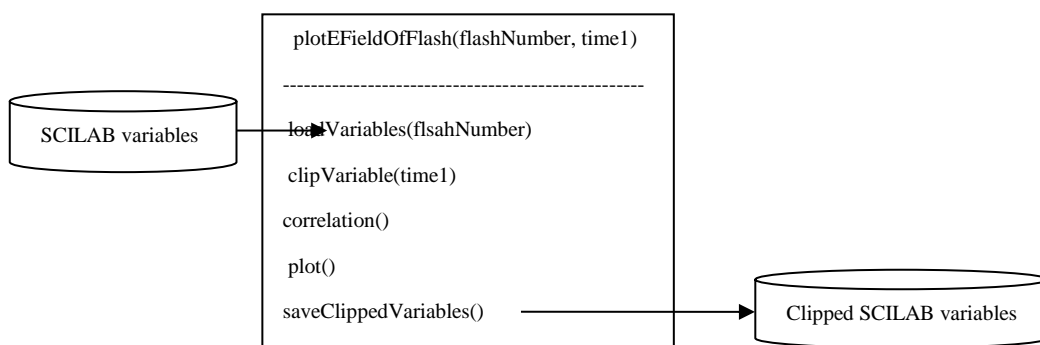 plotEFieldOfFlash(flashNumber, time1)
-----------------------------------------------------
SCILAB variables
loadVariables(flsahNumber)
clipVariable(time1)
correlation()
plot()
saveClippedVariables()
Clipped SCILAB variables